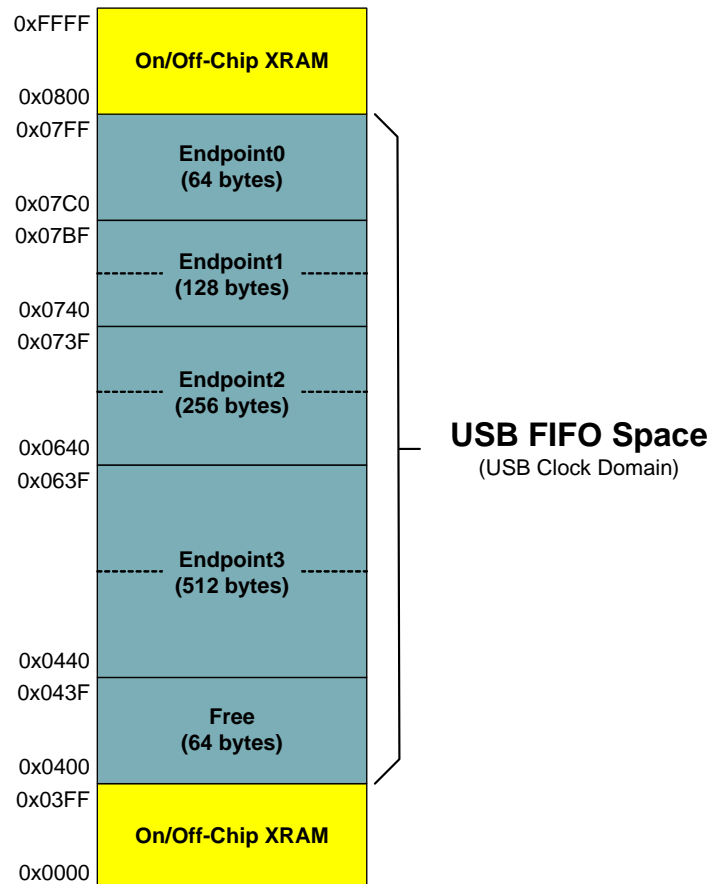 0xFFFF
On/Off-Chip XRAM
0x0800
0x07FF
Endpoint0
(64 bytes)
0x07C0
0x07BF
Endpoint1
(128 bytes)
0x0740
0x073F
Endpoint2
(256 bytes)
0x0640
0x063F
Endpoint3
(512 bytes)
0x0440
0x043F
Free
(64 bytes)
0x0400
0x03FF
On/Off-Chip XRAM
0x0000
USB FIFO Space
(USB Clock Domain)